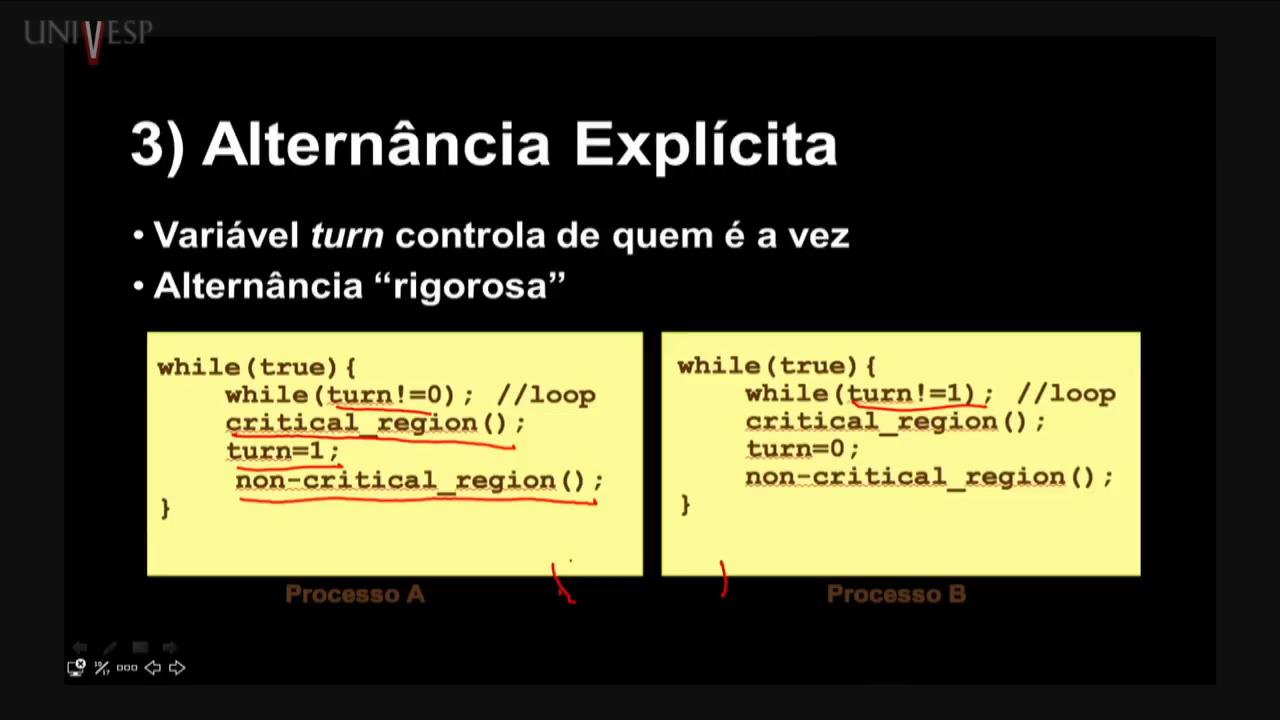 UNIVESP
3) Alternância Explícita
• Variável turn controla de quem é a vez
• Alternância “rigorosa”
while(true){
while(turn!=0); //loop
critical_region();
turn=1;
non-critical_region();
}
Processo A
while(true){
while(turn!=1); //loop
critical_region();
turn=0;
non-critical_region();
}
Processo B